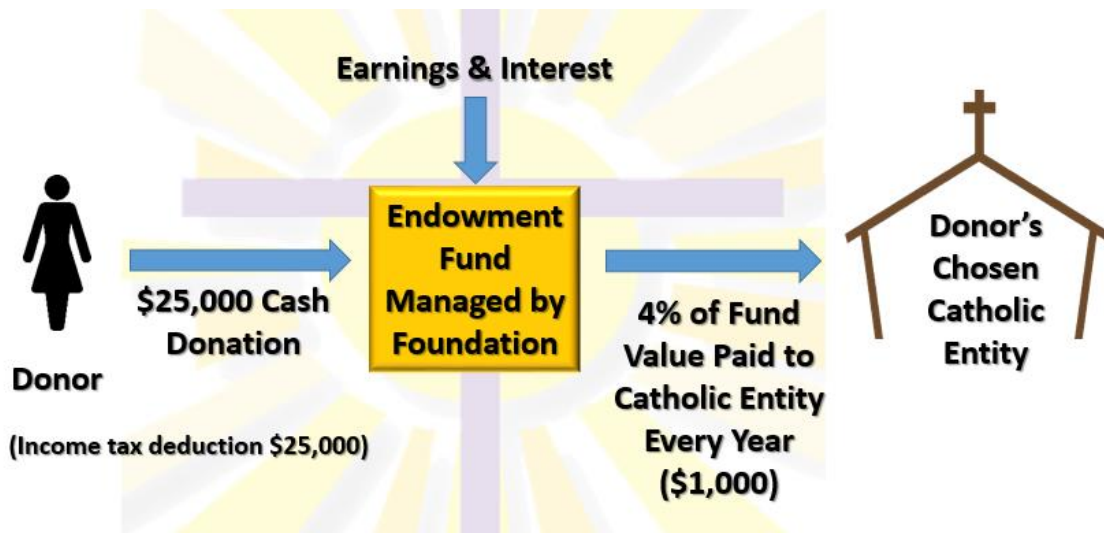 Earnings & Interest
Donor
(Income tax deduction $25,000)
$25,000 Cash
Donation
Endowment
Fund
Managed by
Foundation
4% of Fund
Value Paid to
Catholic Entity
Every Year
($1,000)
Donor’s
Chosen
Catholic
Entity